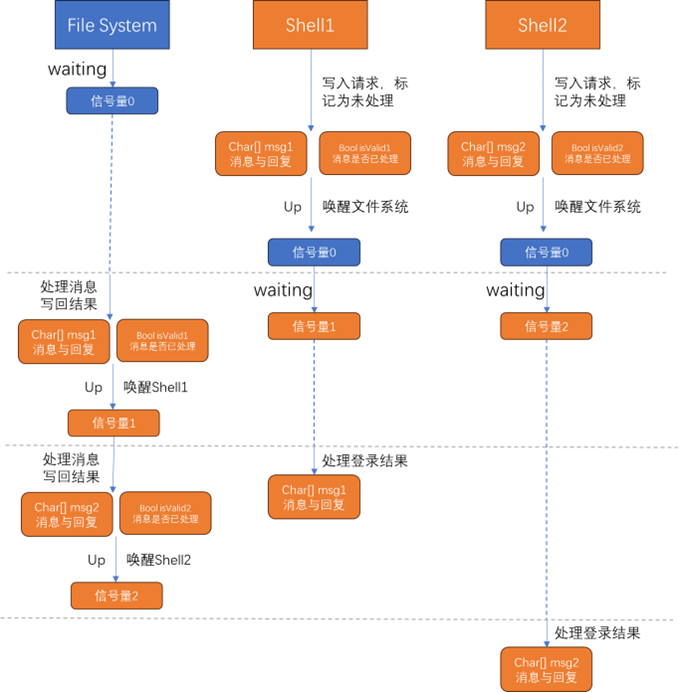 File System
Shell1
Shell2
waiting
信号量0
写入请求，标
记为未处理
写入请求，标
记为未处理
Char[] msg1
消息与回复
Bool isValid1
消息是否已处理
Char[] msg2
消息与回复
Bool isValid2
消息是否已处理
Up
唤醒文件系统
Up
唤醒文件系统
信号量0
信号量0
处理消息
写回结果
waiting
waiting
Char[] msg1
消息与回复
Bool isValid1
消息是否已处理
信号量1
信号量2
Up
唤醒Shell1
信号量1
处理消息
写回结果
处理登录结果
Char[] msg2
消息与回复
Bool isValid2
消息是否已处理
Char[] msg1
消息与回复
Up
唤醒Shell2
信号量2
处理登录结果
Char[] msg2
消息与回复